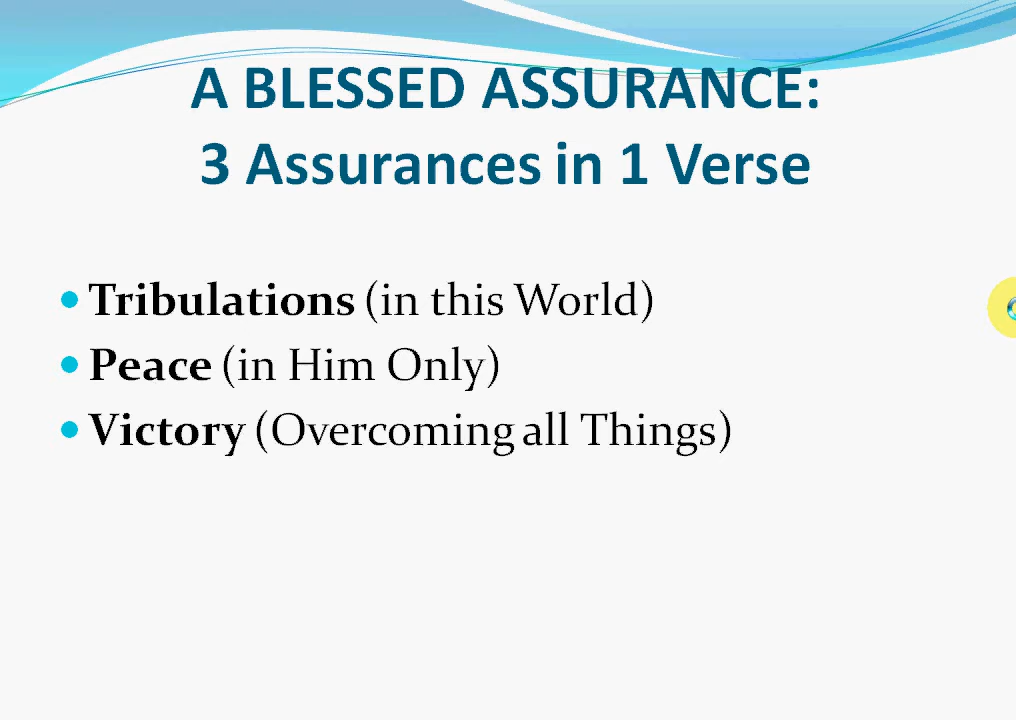 A BLESSED ASSURANCE:
3 Assurances in 1 Verse
• Tribulations (in this World)
• Peace (in Him Only)
• Victory (Overcoming all Things)